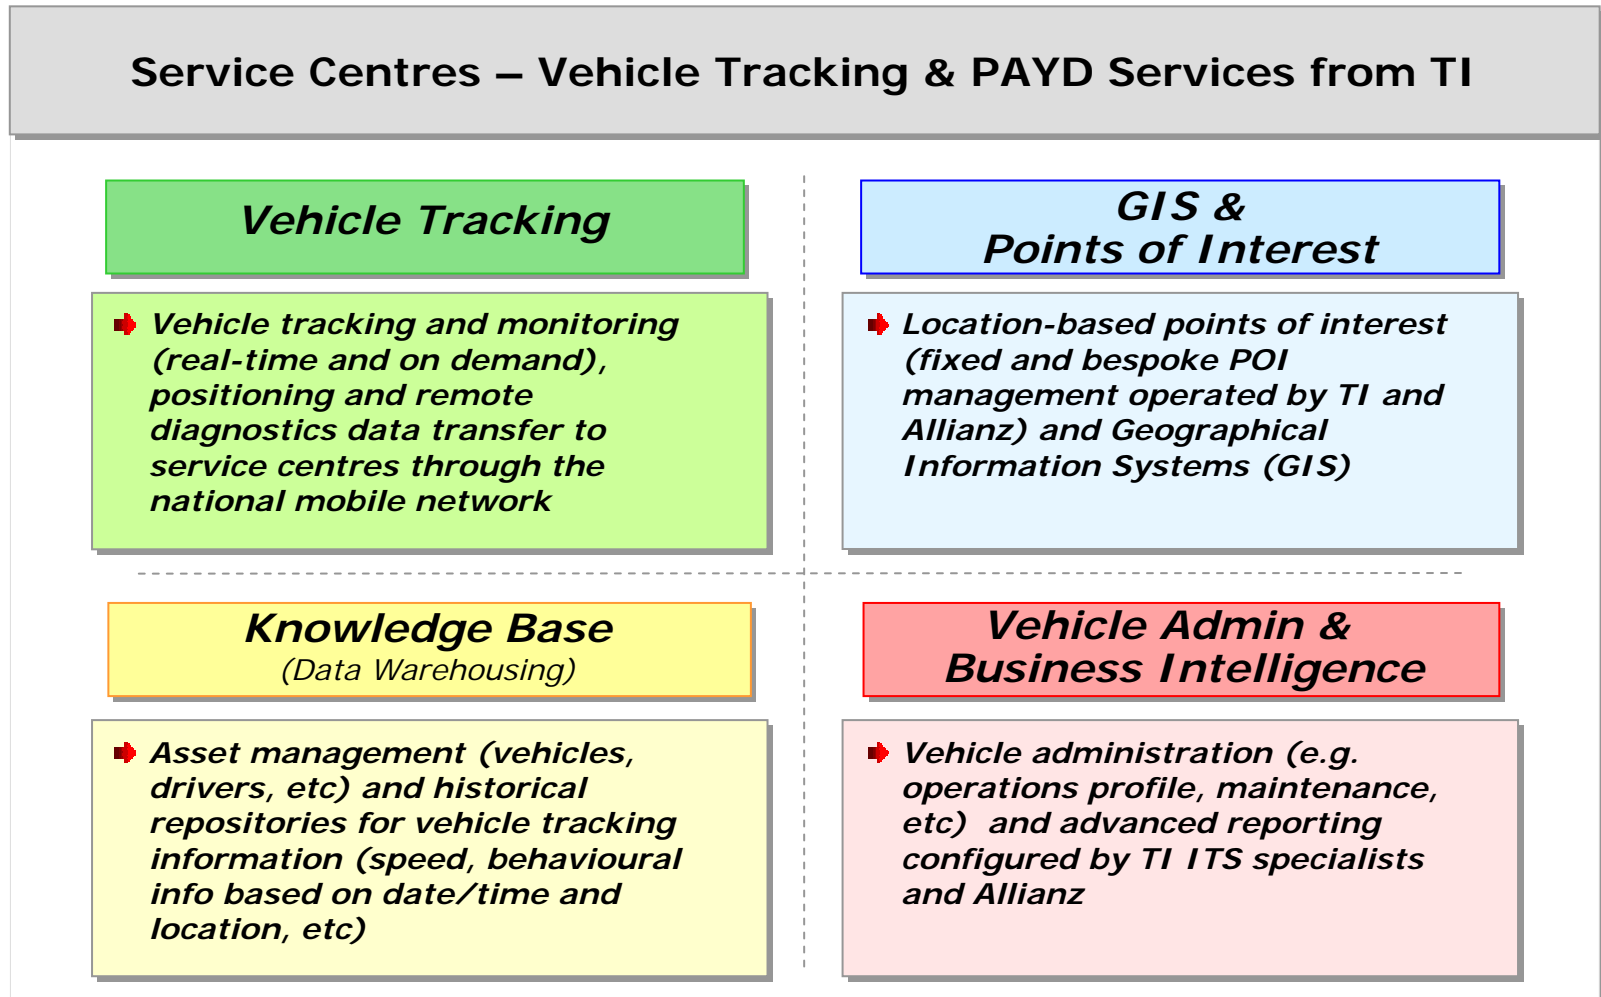 Service Centres – Vehicle Tracking & PAYD Services from TI
Vehicle Tracking
Vehicle tracking and monitoring
(real-time and on demand),
positioning and remote
diagnostics data transfer to
service centres through the
national mobile network
GIS &
Points of Interest
Location-based points of interest
(fixed and bespoke POI
management operated by TI and
Allianz) and Geographical
Information Systems (GIS)
Knowledge Base
(Data Warehousing)
Asset management (vehicles,
drivers, etc) and historical
repositories for vehicle tracking
information (speed, behavioural
info based on date/time and
location, etc)
Vehicle Admin &
Business Intelligence
Vehicle administration (e.g.
operations profile, maintenance,
etc)  and advanced reporting
configured by TI ITS specialists
and Allianz